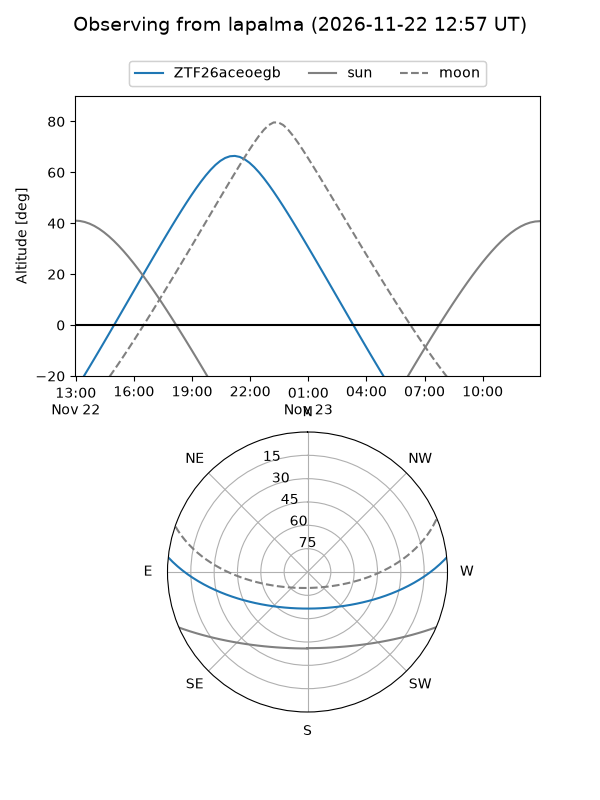 Observing from lapalma (2026-11-22 12:57 UT)
ZTF26aceoegb sun moon
Altitude [deg]
80
60
40
20
0
−20
13:00 16:00 19:00 22:00 01:00 04:00 07:00 10:00
Nov 22 Nov 23
N
NE NW
15
30
45
60
75
E W
SE SW
S